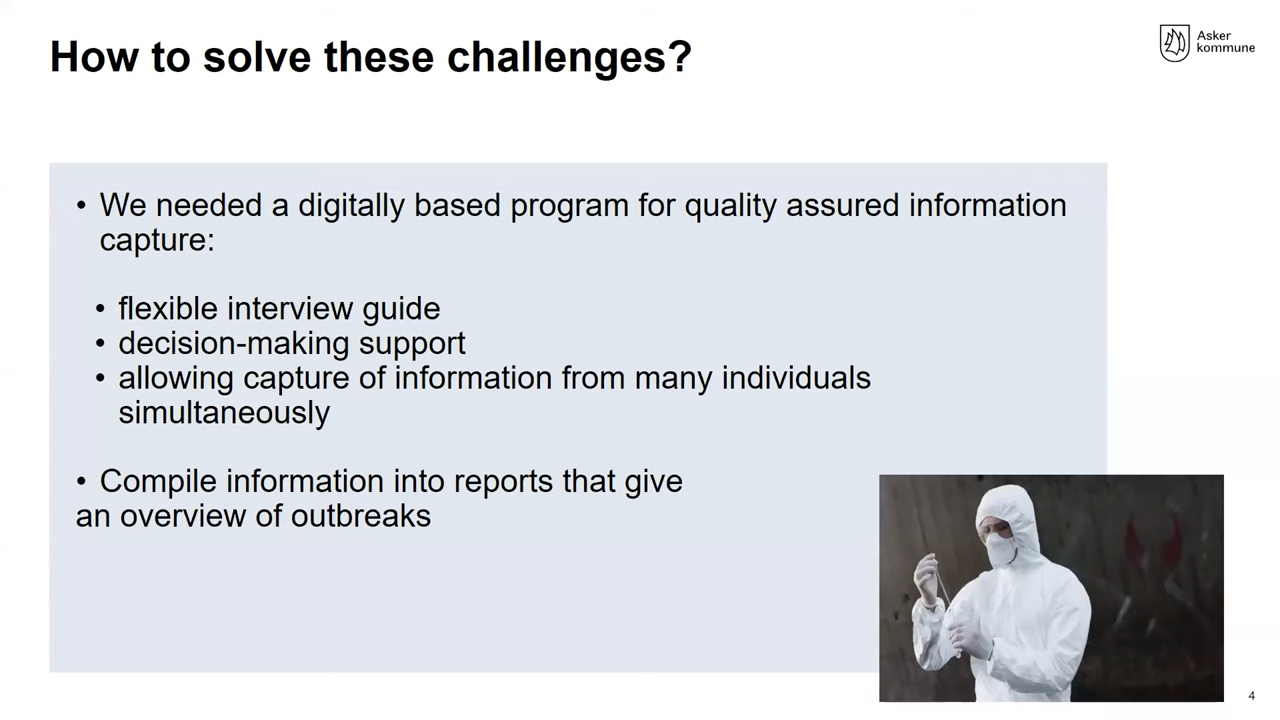 How to solve these challenges?
Asker
kommune
• We needed a digitally based program for quality assured information
capture:
• flexible interview guide
• decision-making support
• allowing capture of information from many individuals
simultaneously
• Compile information into reports that give
an overview of outbreaks
4